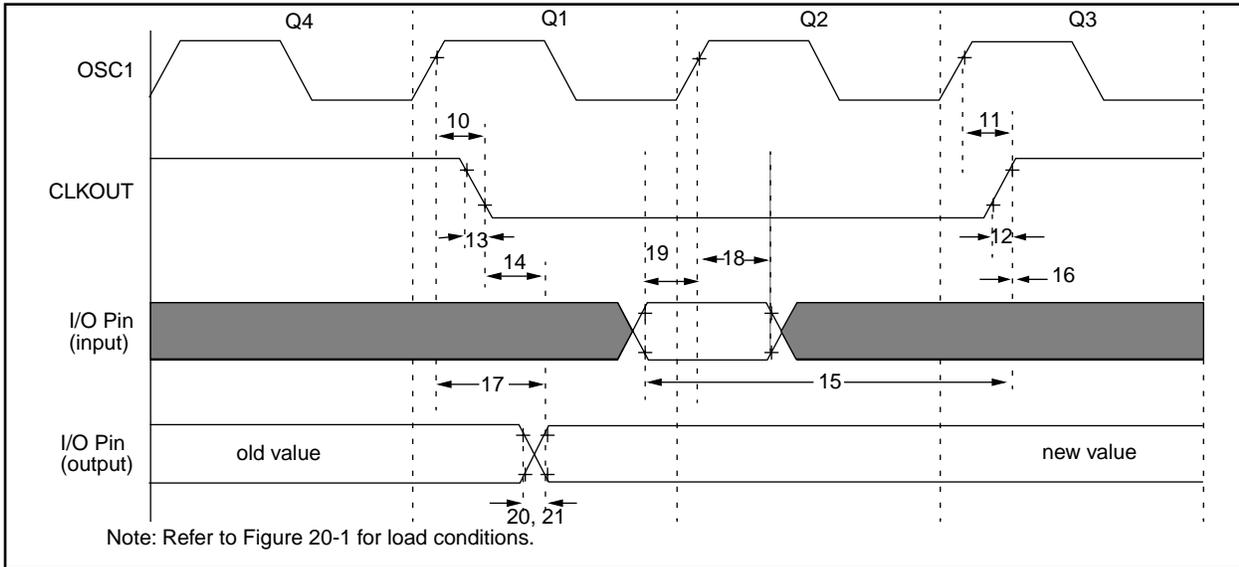 Q4 Q1 Q2 Q3
OSC1
10 11
CLKOUT
13 12
14 19 18
16
I/O Pin
(input)
17 15
I/O Pin
(output)
old value new value
20, 21
Note: Refer to Figure 20-1 for load conditions.